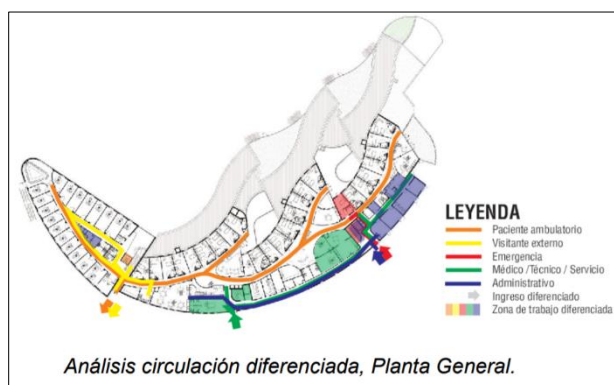 LEYENDA
Paciente ambulatorio
Visitante externo
Emergencia
Médico /Técnico / Servicio
Administrativo
Ingreso diferenciado
Zona de trabajo diferenciada
Análisis circulación diferenciada, Planta General.